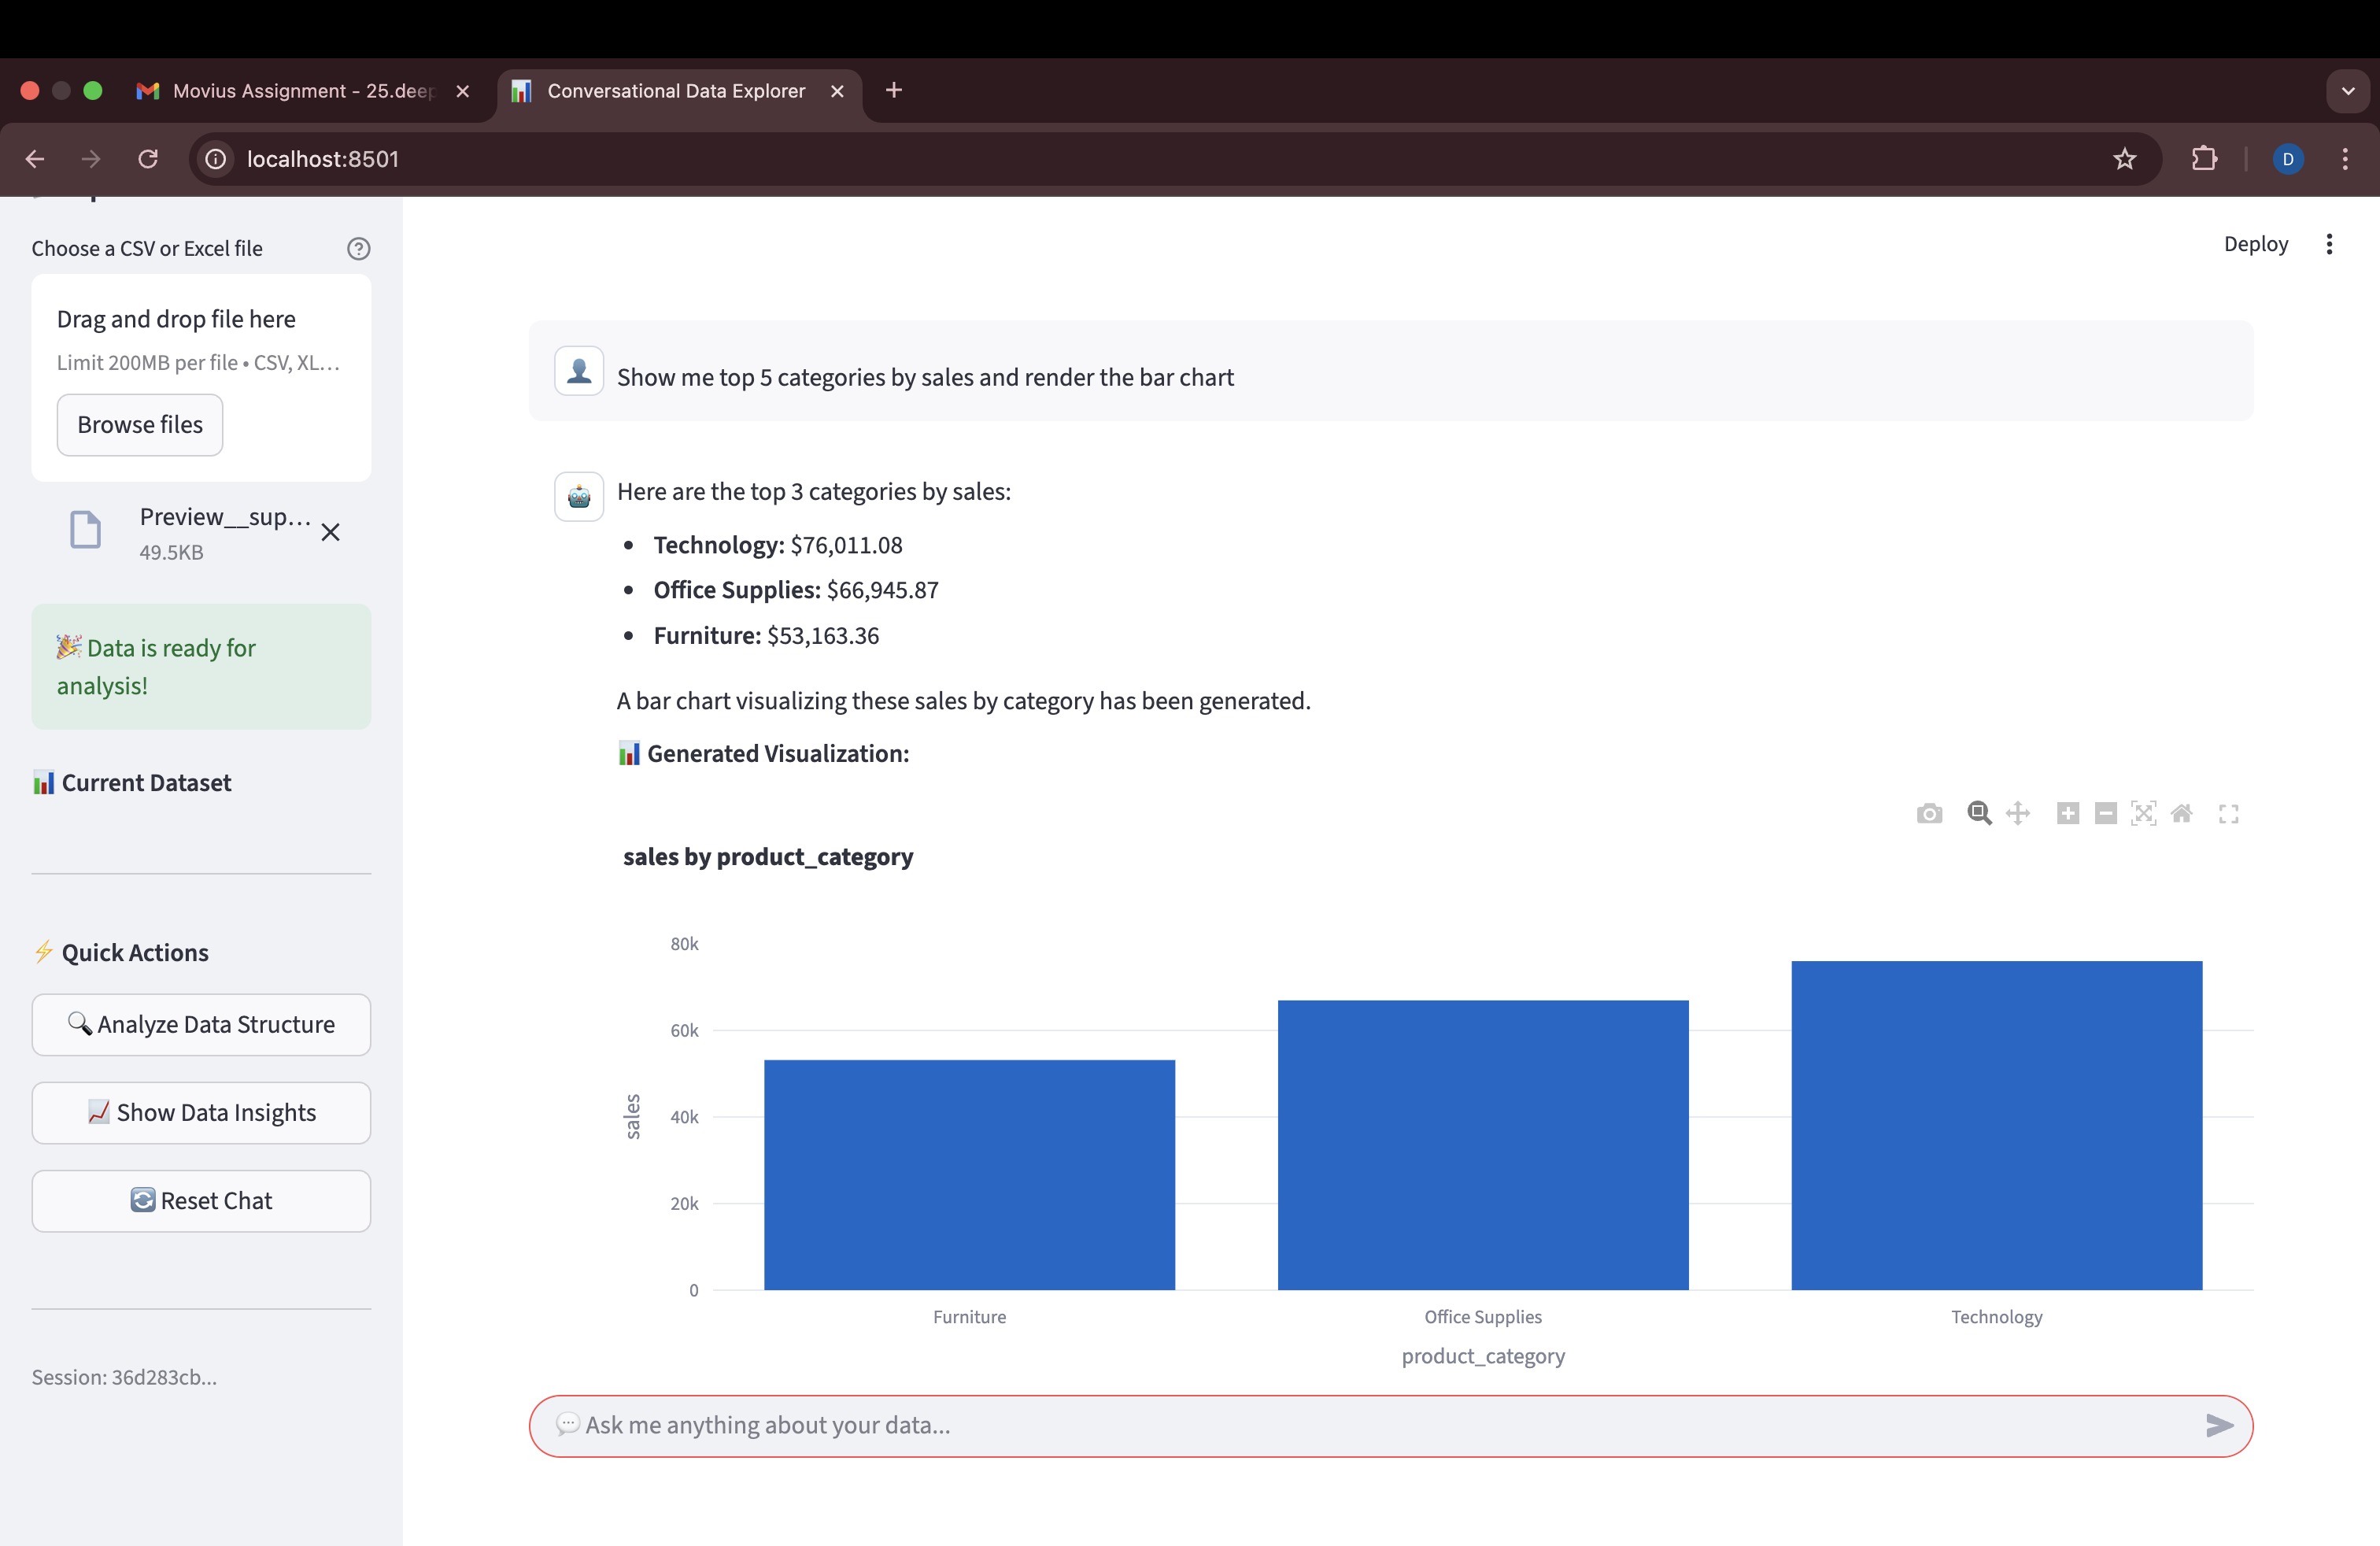 Movius Assignment - 25.deep
Conversational Data Explorer
localhost:8501
D
Choose a CSV or Excel file
Drag and drop file here
Limit 200MB per file • CSV, XL...
Browse files
Preview__sup...
49.5KB
🎉 Data is ready for
analysis!
📊 Current Dataset
⚡ Quick Actions
🔍 Analyze Data Structure
📈 Show Data Insights
🔄 Reset Chat
Session: 36d283cb...
Deploy
Show me top 5 categories by sales and render the bar chart
Here are the top 3 categories by sales:
• Technology: $76,011.08
• Office Supplies: $66,945.87
• Furniture: $53,163.36
A bar chart visualizing these sales by category has been generated.
📊 Generated Visualization:
sales by product_category
80k
60k
40k
20k
0
sales
Furniture
Office Supplies
Technology
product_category
💬 Ask me anything about your data...